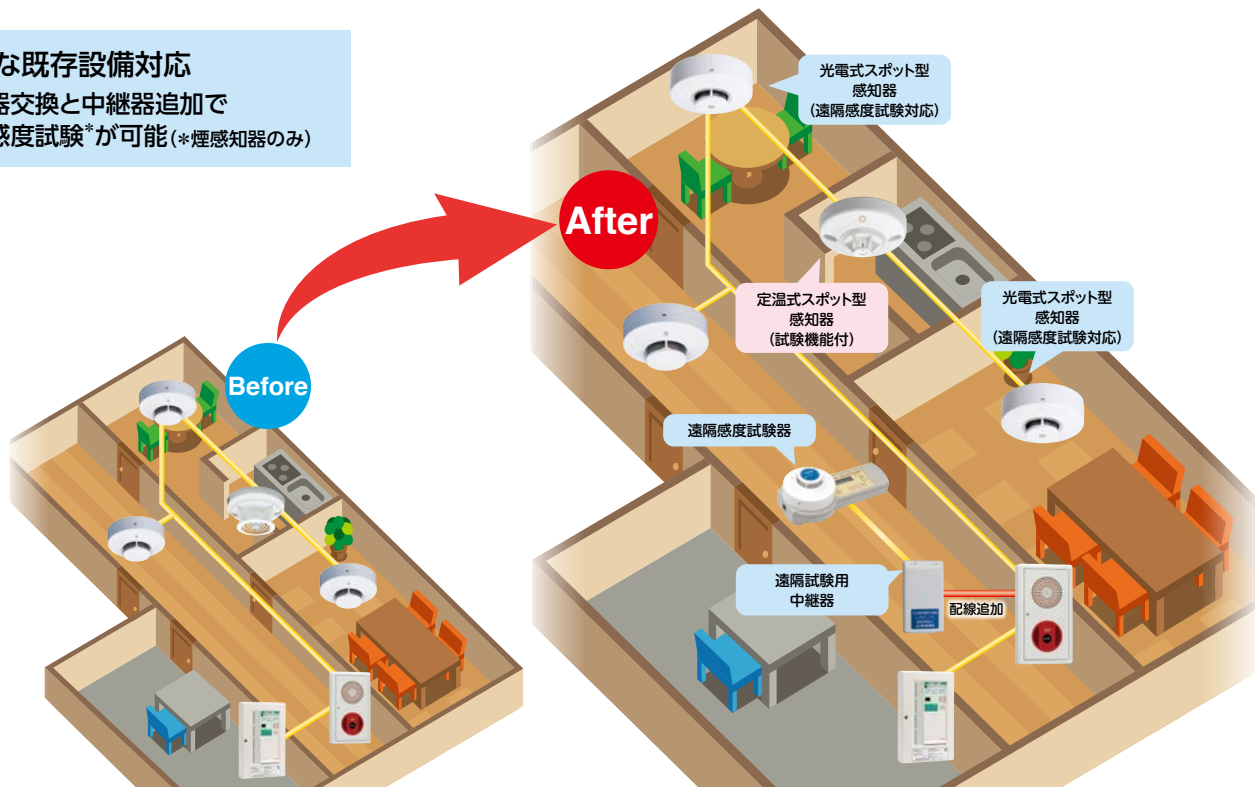 な既存設備対応
器交換と中継器追加で
感度試験*が可能(*煙感知器のみ)
光電式スポット型
感知器
(遠隔感度試験対応)
After
定温式スポット型
感知器
(試験機能付)
光電式スポット型
感知器
(遠隔感度試験対応)
Before
遠隔感度試験器
遠隔試験用
中継器
配線追加